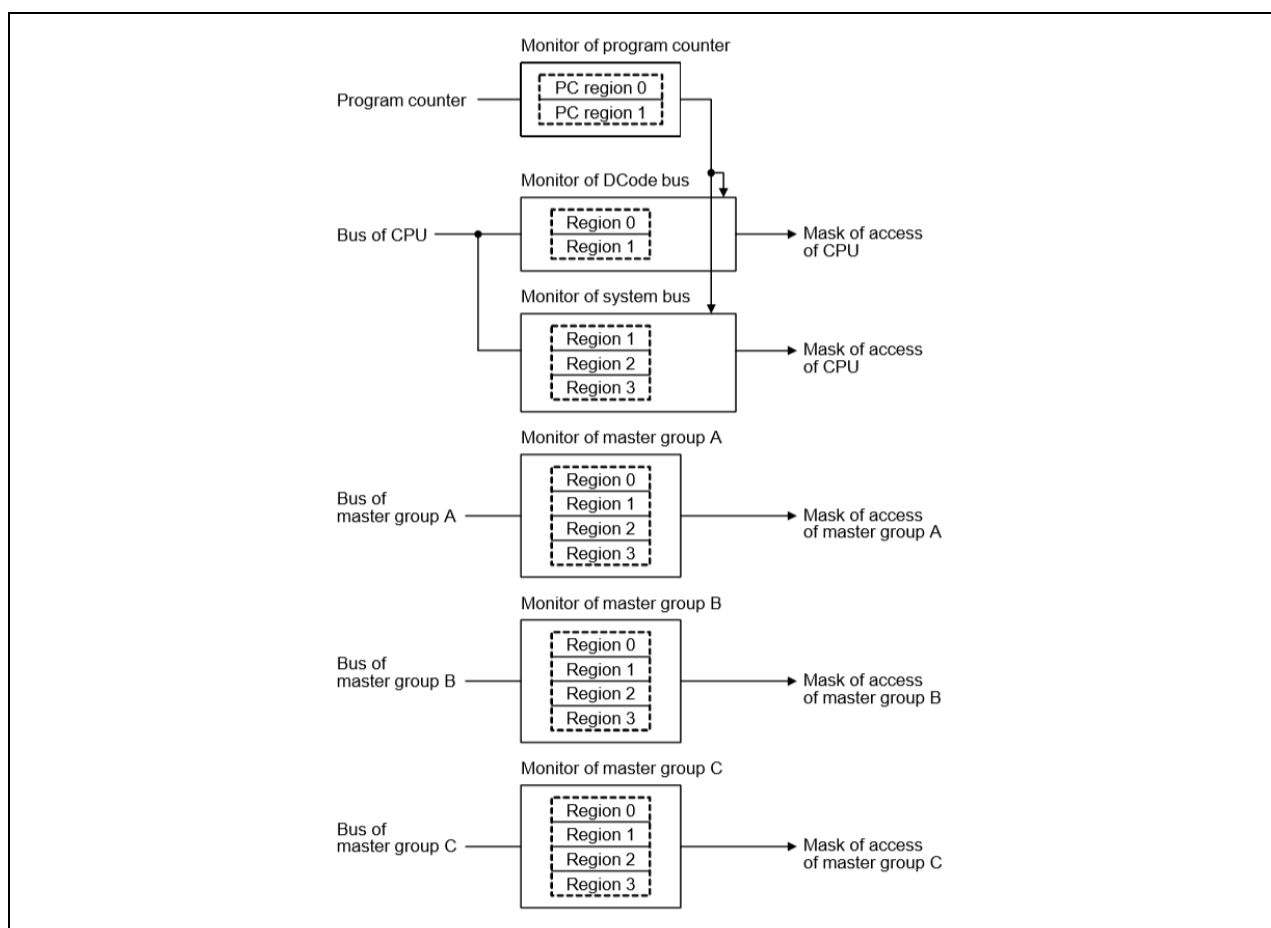 Monitor of program counter
Program counter
PC region 0
PC region 1
Monitor of DCode bus
Bus of CPU
Region 0
Region 1
Mask of access
of CPU
Monitor of system bus
Region 1
Region 2
Region 3
Mask of access
of CPU
Monitor of master group A
Bus of
master group A
Region 0
Region 1
Region 2
Region 3
Mask of access
of master group A
Monitor of master group B
Bus of
master group B
Region 0
Region 1
Region 2
Region 3
Mask of access
of master group B
Monitor of master group C
Bus of
master group C
Region 0
Region 1
Region 2
Region 3
Mask of access
of master group C